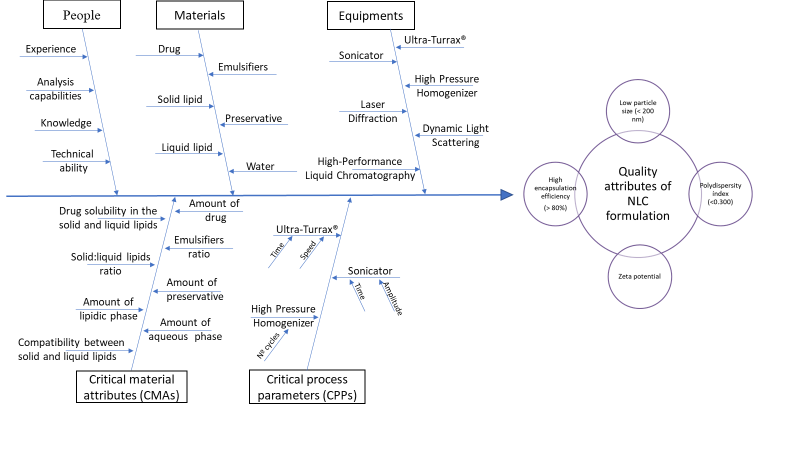 People
Experience
Analysis
capabilities
Knowledge
Technical
ability
Materials
Drug
Emulsifiers
Solid lipid
Preservative
Liquid lipid
Water
Equipments
Ultra-Turrax®
Sonicator
High Pressure
Homogenizer
Laser
Diffraction
Dynamic Light
Scattering
High-Performance
Liquid Chromatography
Drug solubility in the
solid and liquid lipids
Amount of
drug
Emulsifiers
ratio
Solid:liquid lipids
ratio
Amount of
preservative
Amount of
lipidic phase
Amount of
aqueous phase
Compatibility between
solid and liquid lipids
Critical material
attributes (CMAs)
Ultra-Turrax®
Time
Speed
Sonicator
Time
Amplitude
High Pressure
Homogenizer
Nº cycles
Critical process
parameters (CPPs)
Low particle
size (< 200
nm)
High
encapsulation
efficiency
(> 80%)
Quality
attributes of
NLC
formulation
Polydispersity
index
(<0.300)
Zeta potential